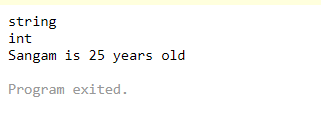 string
int
Sangam is 25 years old
Program exited.